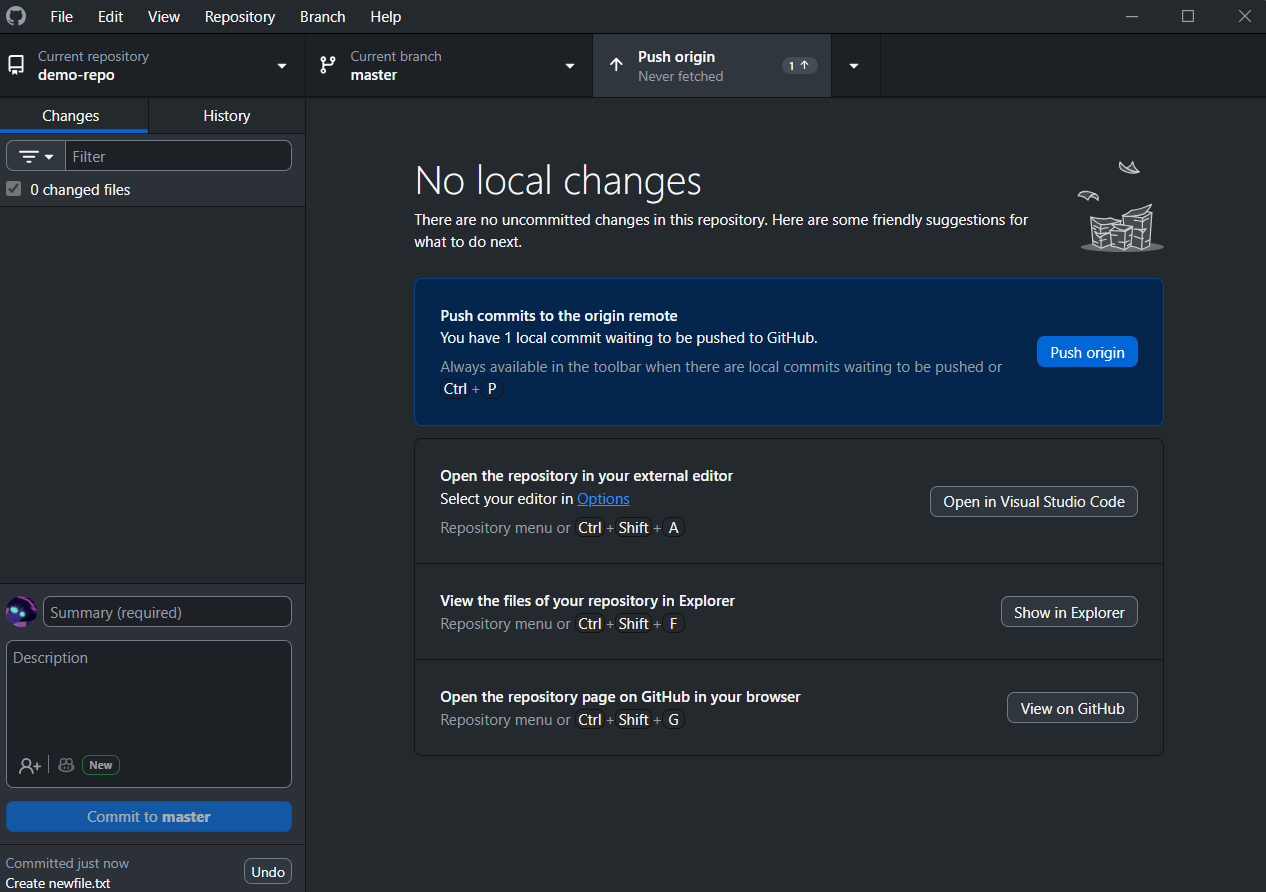 File Edit View Repository Branch Help
Current repository
demo-repo
Current branch
master
Push origin
Never fetched
1
Changes
History
Filter
0 changed files
No local changes
There are no uncommitted changes in this repository. Here are some friendly suggestions for
what to do next.
Push commits to the origin remote
You have 1 local commit waiting to be pushed to GitHub.
Always available in the toolbar when there are local commits waiting to be pushed or
Ctrl + P
Push origin
Open the repository in your external editor
Select your editor in Options
Repository menu or Ctrl + Shift + A
Open in Visual Studio Code
View the files of your repository in Explorer
Repository menu or Ctrl + Shift + F
Show in Explorer
Open the repository page on GitHub in your browser
Repository menu or Ctrl + Shift + G
View on GitHub
Summary (required)
Description
New
Commit to master
Committed just now
Create newfile.txt
Undo